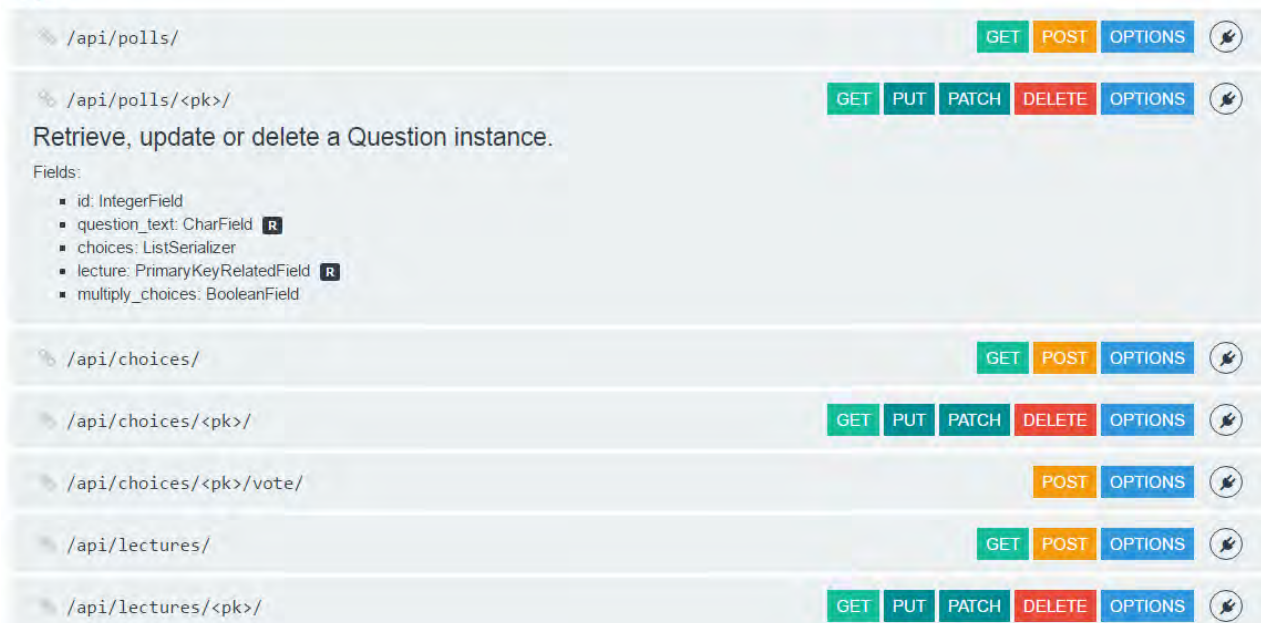 /api/polls/ GET POST OPTIONS
/api/polls/<pk>/ GET PUT PATCH DELETE OPTIONS
Retrieve, update or delete a Question instance.
Fields:
id: IntegerField
question_text: CharField R
choices: ListSerializer
lecture: PrimaryKeyRelatedField R
multiply_choices: BooleanField
/api/choices/ GET POST OPTIONS
/api/choices/<pk>/ GET PUT PATCH DELETE OPTIONS
/api/choices/<pk>/vote/ POST OPTIONS
/api/lectures/ GET POST OPTIONS
/api/lectures/<pk>/ GET PUT PATCH DELETE OPTIONS